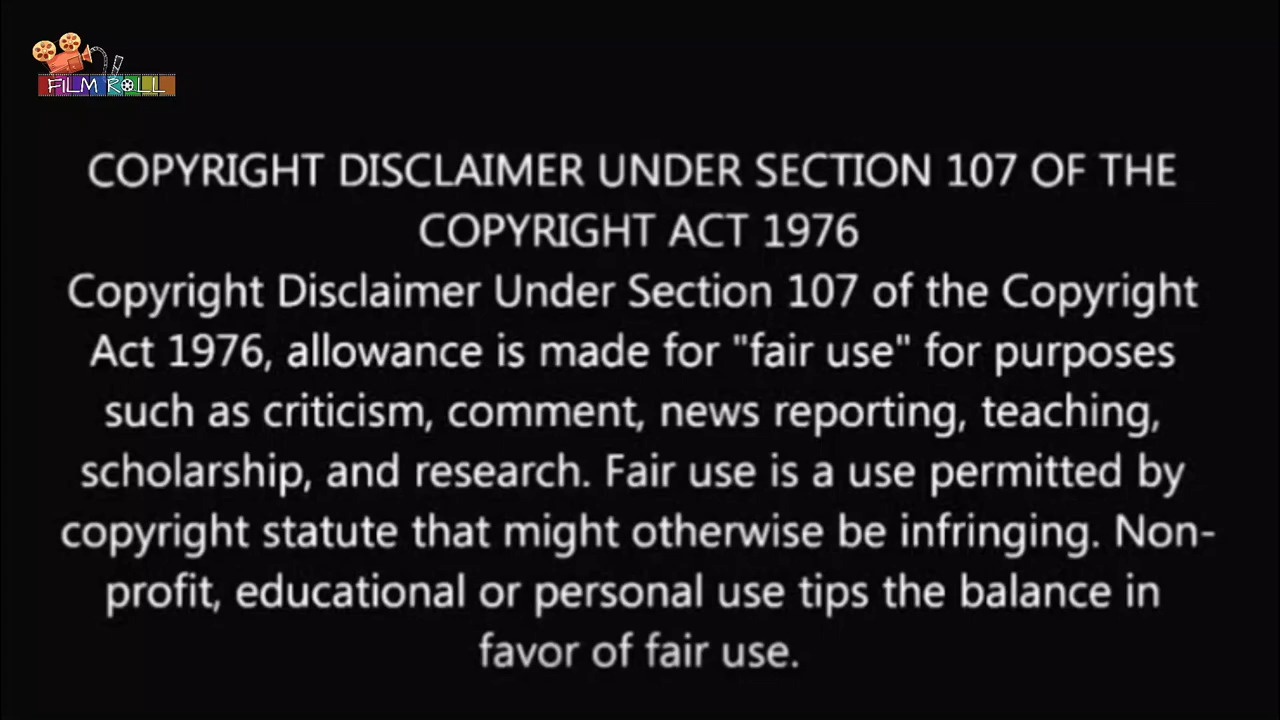 FILM ROLL
COPYRIGHT DISCLAIMER UNDER SECTION 107 OF THE
COPYRIGHT ACT 1976
Copyright Disclaimer Under Section 107 of the Copyright
Act 1976, allowance is made for "fair use" for purposes
such as criticism, comment, news reporting, teaching,
scholarship, and research. Fair use is a use permitted by
copyright statute that might otherwise be infringing. Non-
profit, educational or personal use tips the balance in
favor of fair use.